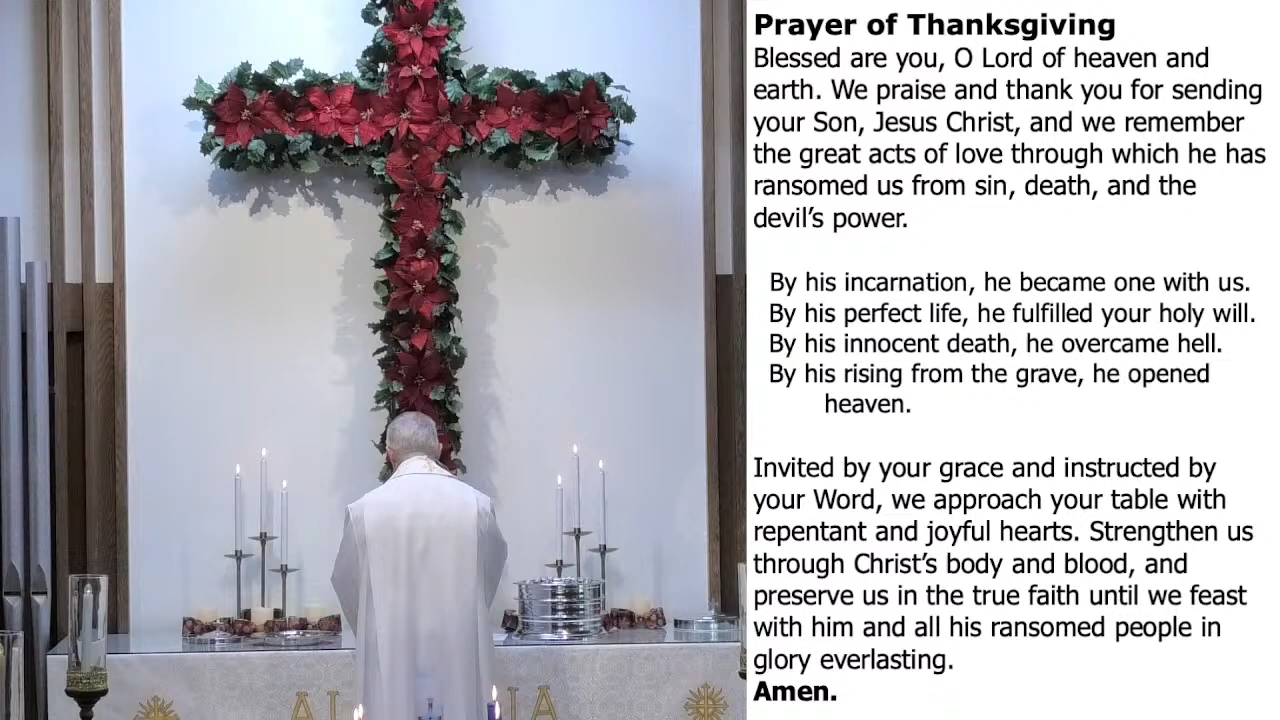 Prayer of Thanksgiving
Blessed are you, O Lord of heaven and
earth. We praise and thank you for sending
your Son, Jesus Christ, and we remember
the great acts of love through which he has
ransomed us from sin, death, and the
devil’s power.
By his incarnation, he became one with us.
By his perfect life, he fulfilled your holy will.
By his innocent death, he overcame hell.
By his rising from the grave, he opened
heaven.
Invited by your grace and instructed by
your Word, we approach your table with
repentant and joyful hearts. Strengthen us
through Christ’s body and blood, and
preserve us in the true faith until we feast
with him and all his ransomed people in
glory everlasting.
Amen.